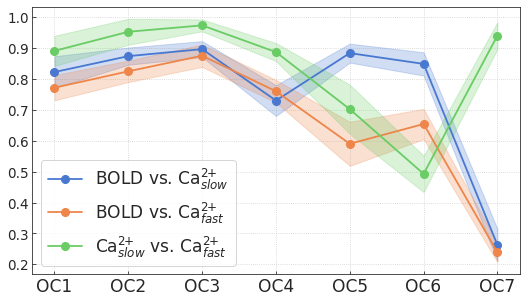 1.0
0.9
0.8
0.7
0.6
0.5
0.4
0.3
0.2
BOLD vs. Ca²⁺slow
BOLD vs. Ca²⁺fast
Ca²⁺slow vs. Ca²⁺fast
OC1 OC2 OC3 OC4 OC5 OC6 OC7